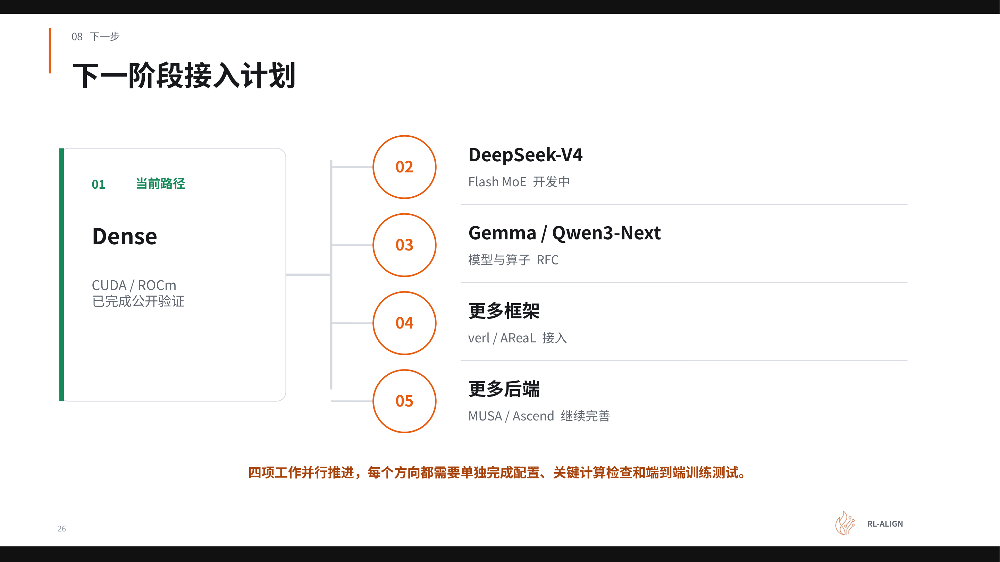 08 下一步
下一阶段接入计划
01 当前路径
Dense
CUDA / ROCm
已完成公开验证
02
DeepSeek-V4
Flash MoE 开发中
03
Gemma / Qwen3-Next
模型与算子 RFC
04
更多框架
verl / AReaL 接入
05
更多后端
MUSA / Ascend 继续完善
四项工作并行推进，每个方向都需要单独完成配置、关键计算检查和端到端训练测试。
26
RL-ALIGN